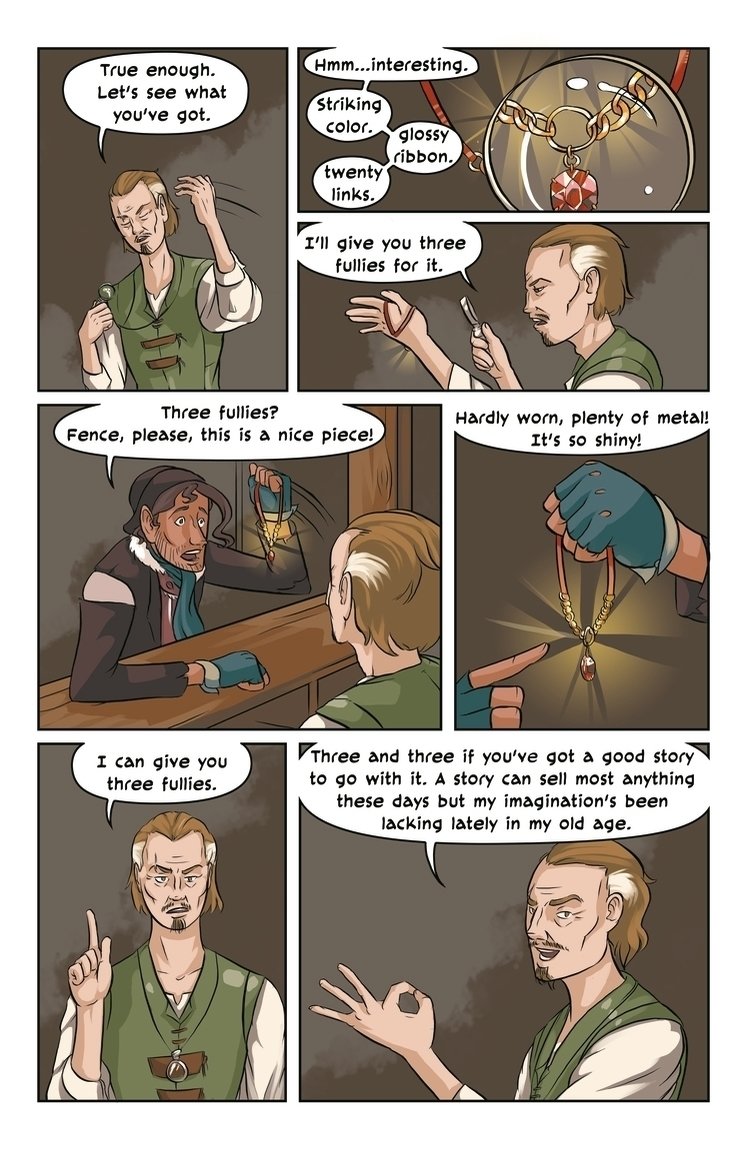 True enough.
Let's see what
you've got.
Hmm...interesting.
Striking
color.
glossy
ribbon.
twenty
links.
I'll give you three
fullies for it.
Three fullies?
Fence, please, this is a nice piece!
Hardly worn, plenty of metal!
It's so shiny!
I can give you
three fullies.
Three and three if you've got a good story
to go with it. A story can sell most anything
these days but my imagination's been
lacking lately in my old age.